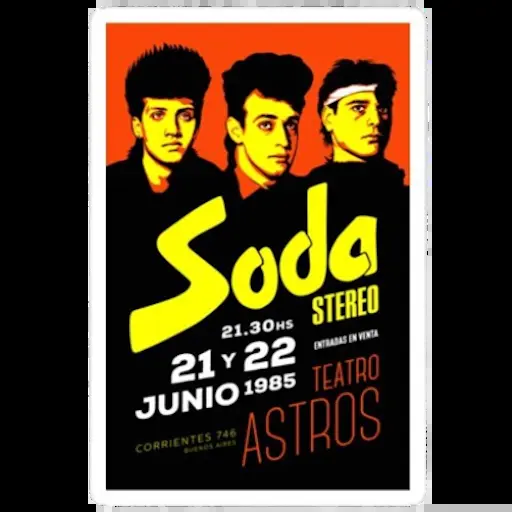 Soda
STEREO
21.30HS
ENTRADAS EN VENTA
21 Y 22
JUNIO 1985
TEATRO
ASTROS
CORRIENTES 746
BUENOS AIRES